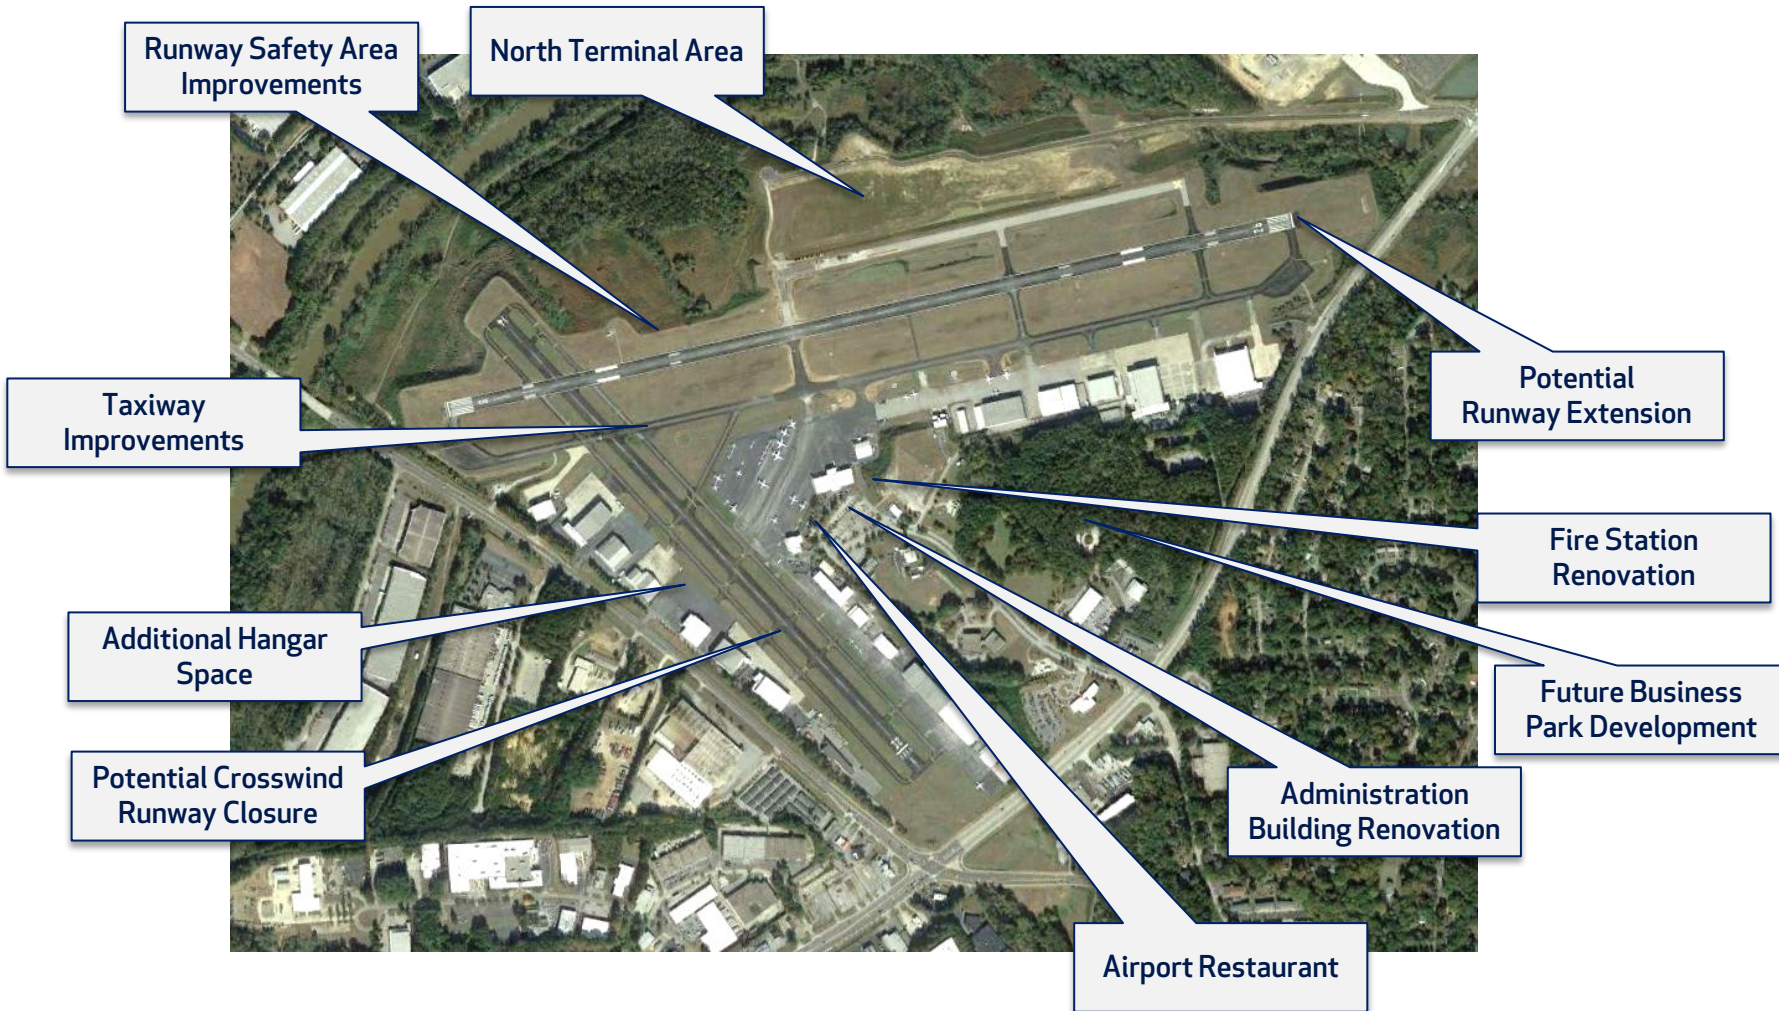 Runway Safety Area
Improvements
North Terminal Area
Taxiway
Improvements
Potential
Runway Extension
Fire Station
Renovation
Additional Hangar
Space
Future Business
Park Development
Potential Crosswind
Runway Closure
Administration
Building Renovation
Airport Restaurant